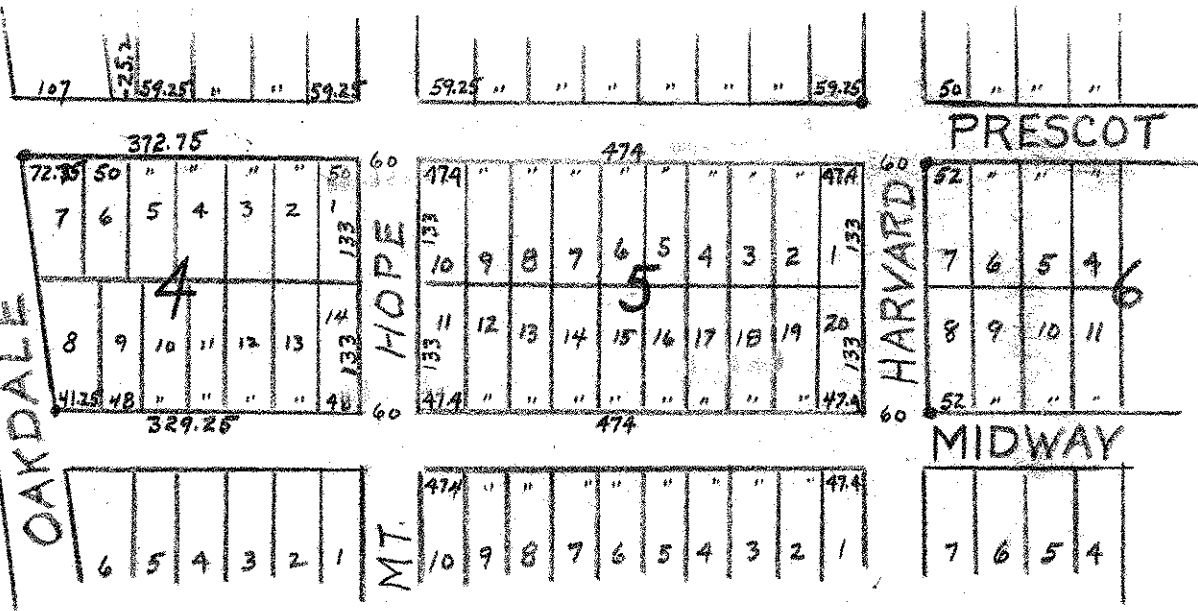 107 25.2 59.25 " " 59.25 59.25 " " " " " " 59.25 50 " " "
PRESCOT
372.75 60 474 60
72.75 50 " " " " 50 47.4 " " " " " " " " 47.4 52 " " "
7 6 5 4 3 2 1 133 133 10 9 8 7 6 5 4 3 2 1 133 7 6 5 4
4 5 6
8 9 10 11 12 13 14 133 133 11 12 13 14 15 16 17 18 19 20 133 8 9 10 11
41.25 48 " " " " 48 47.4 " " " " " " " " 47.4 52 " " "
329.25 60 474 60
OAKDALE
MT. HOPE
HARVARD
MIDWAY
47.4 " " " " " " " " 47.4
6 5 4 3 2 1 10 9 8 7 6 5 4 3 2 1 7 6 5 4